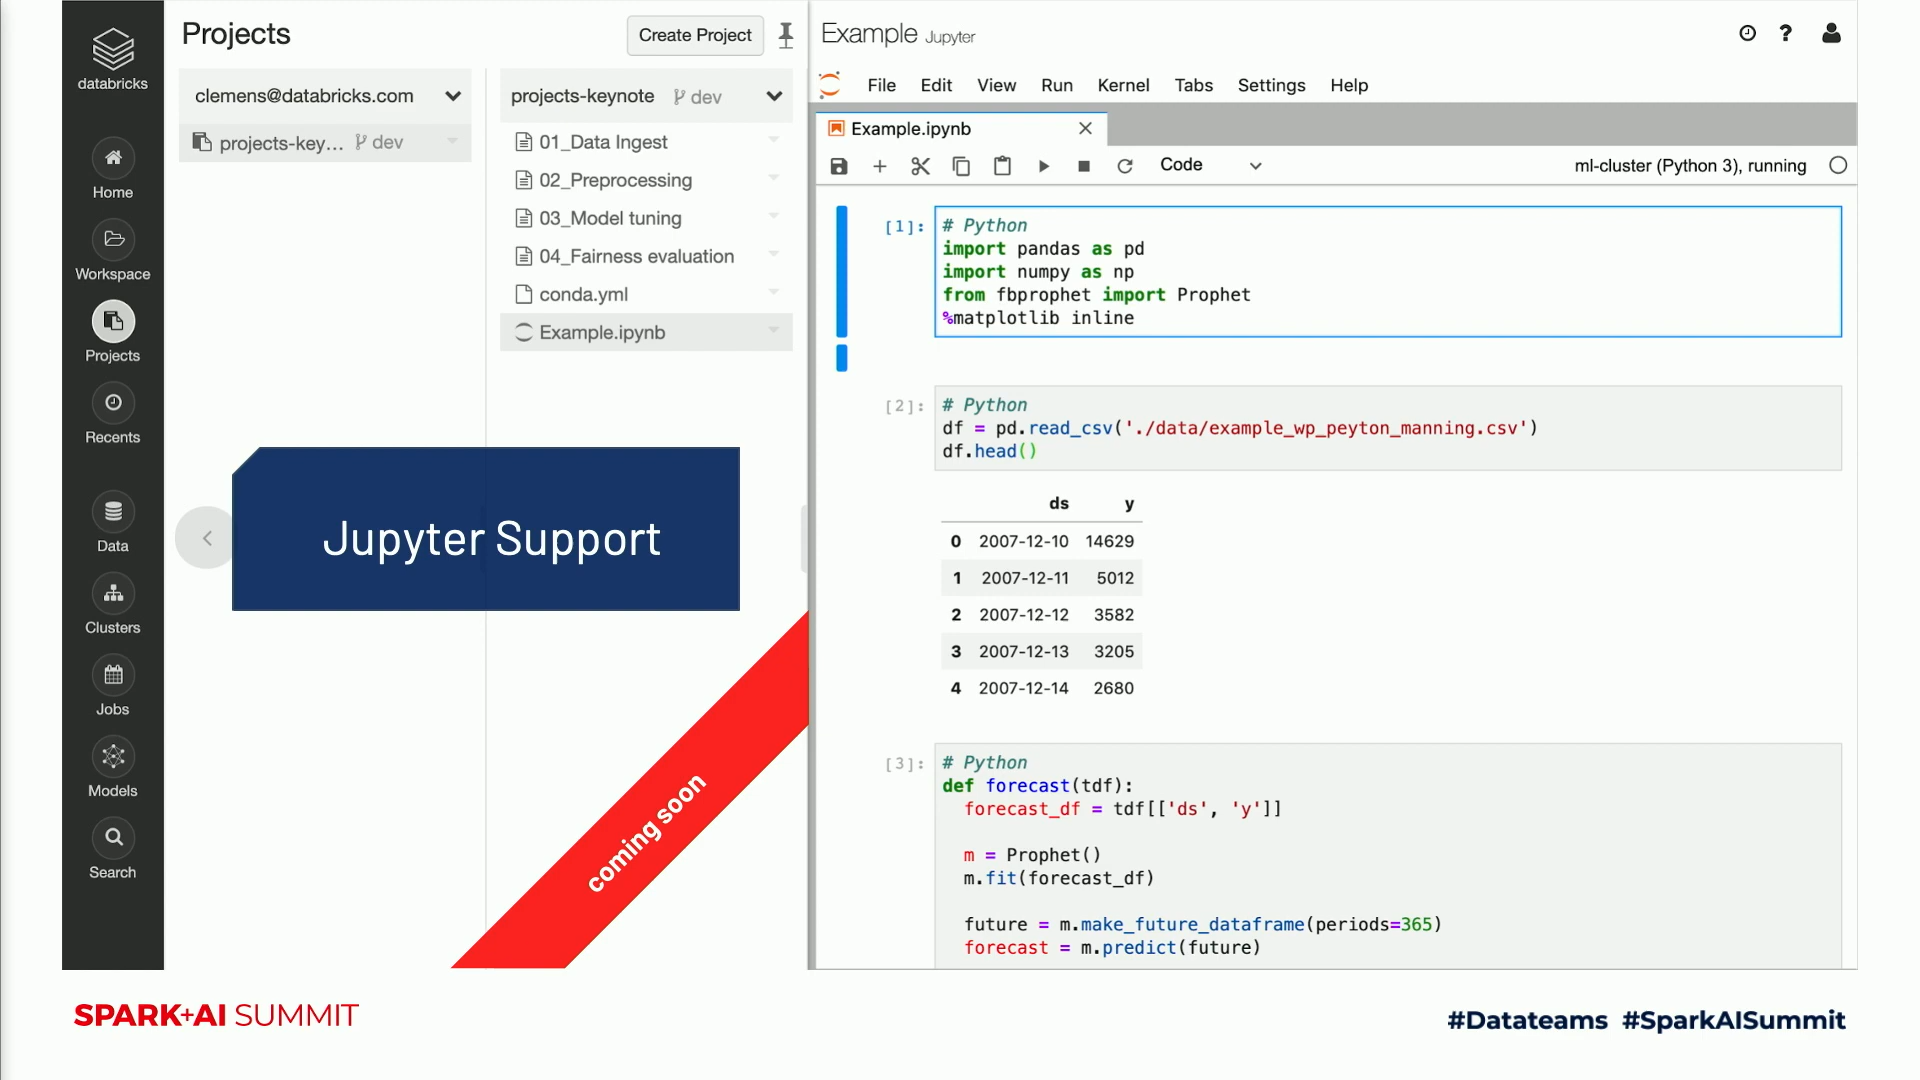 databricks
Home
Workspace
Projects
Recents
Data
Clusters
Jobs
Models
Search
Projects
Create Project
clemens@databricks.com
projects-key... dev
projects-keynote dev
01_Data Ingest
02_Preprocessing
03_Model tuning
04_Fairness evaluation
conda.yml
Example.ipynb
Jupyter Support
coming soon
Example Jupyter
File Edit View Run Kernel Tabs Settings Help
Example.ipynb
Code
ml-cluster (Python 3), running
[1]: # Python
import pandas as pd
import numpy as np
from fbprophet import Prophet
%matplotlib inline
[2]: # Python
df = pd.read_csv('./data/example_wp_peyton_manning.csv')
df.head()
ds y
0 2007-12-10 14629
1 2007-12-11 5012
2 2007-12-12 3582
3 2007-12-13 3205
4 2007-12-14 2680
[3]: # Python
def forecast(tdf):
forecast_df = tdf[['ds', 'y']]
m = Prophet()
m.fit(forecast_df)
future = m.make_future_dataframe(periods=365)
forecast = m.predict(future)
SPARK+AI SUMMIT
#Datateams #SparkAISummit